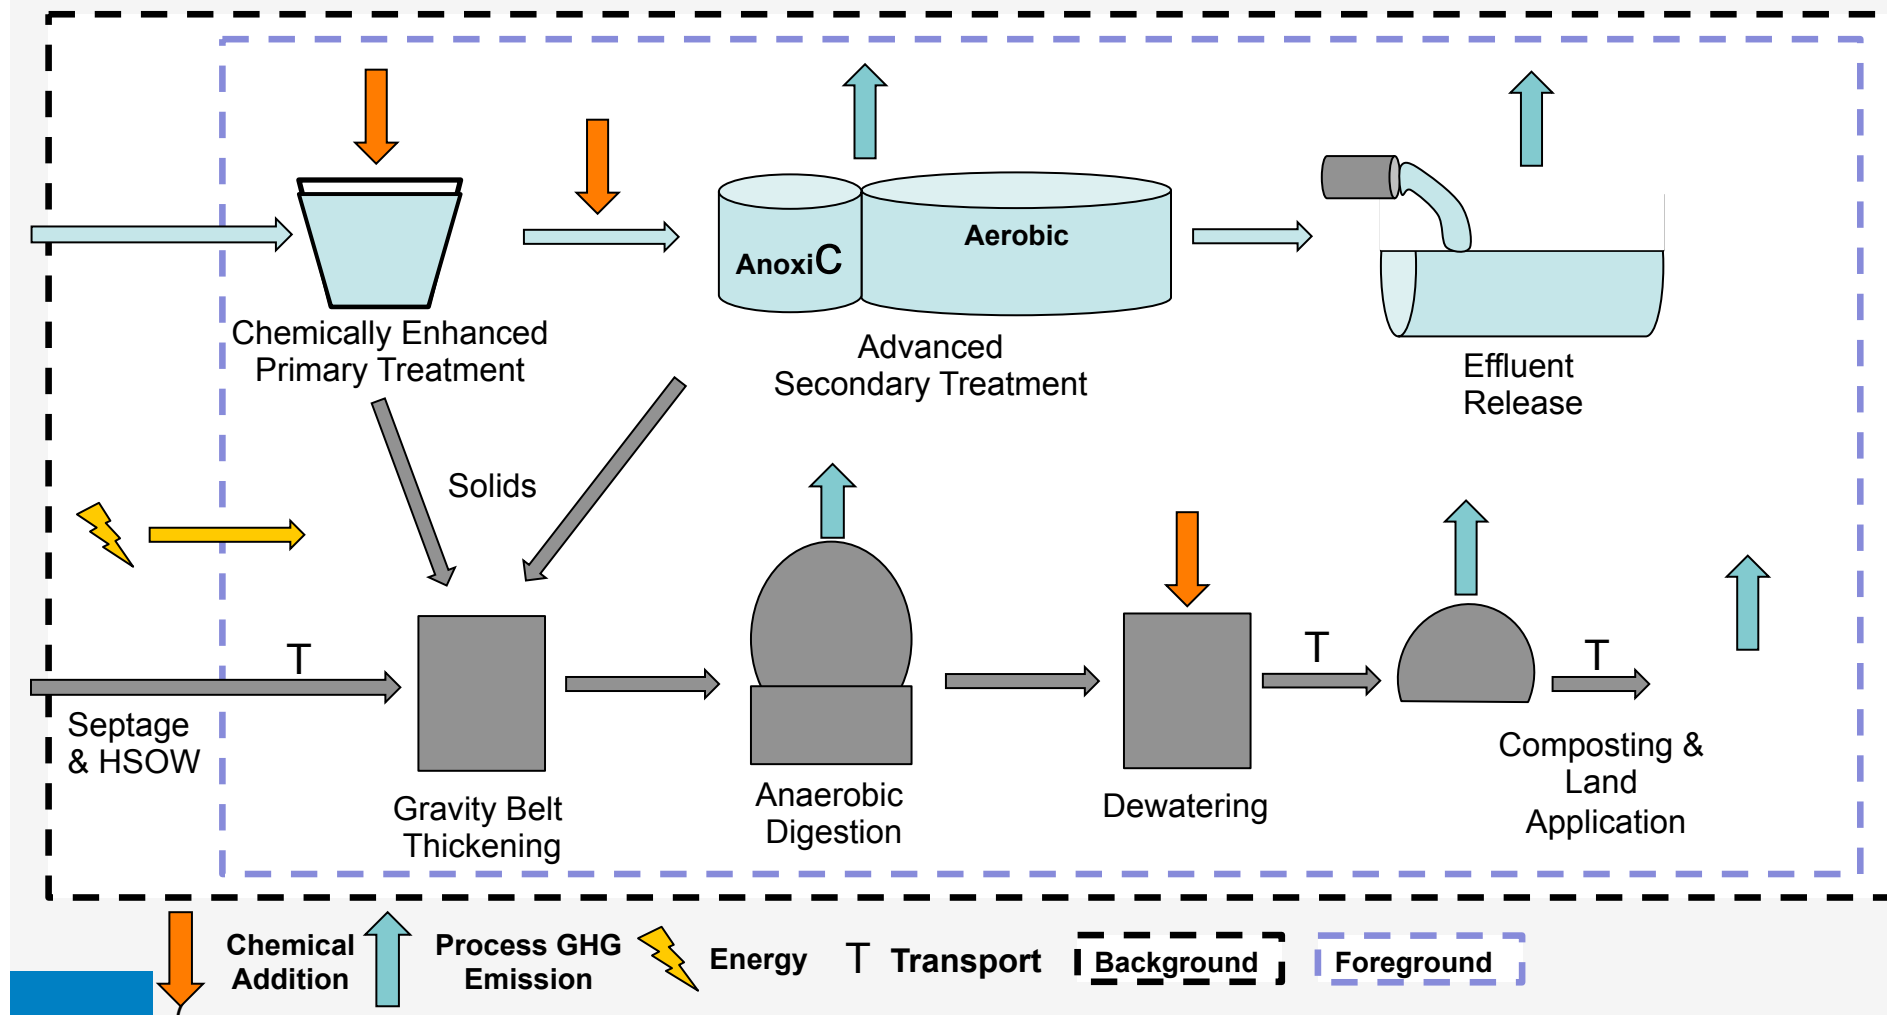 Anoxic
Aerobic
Chemically Enhanced
Primary Treatment
Advanced
Secondary Treatment
Effluent
Release
Solids
T
T
T
Septage
& HSOW
Gravity Belt
Thickening
Anaerobic
Digestion
Dewatering
Composting &
Land
Application
Chemical
Addition
Process GHG
Emission
Energy
T Transport
Background
Foreground